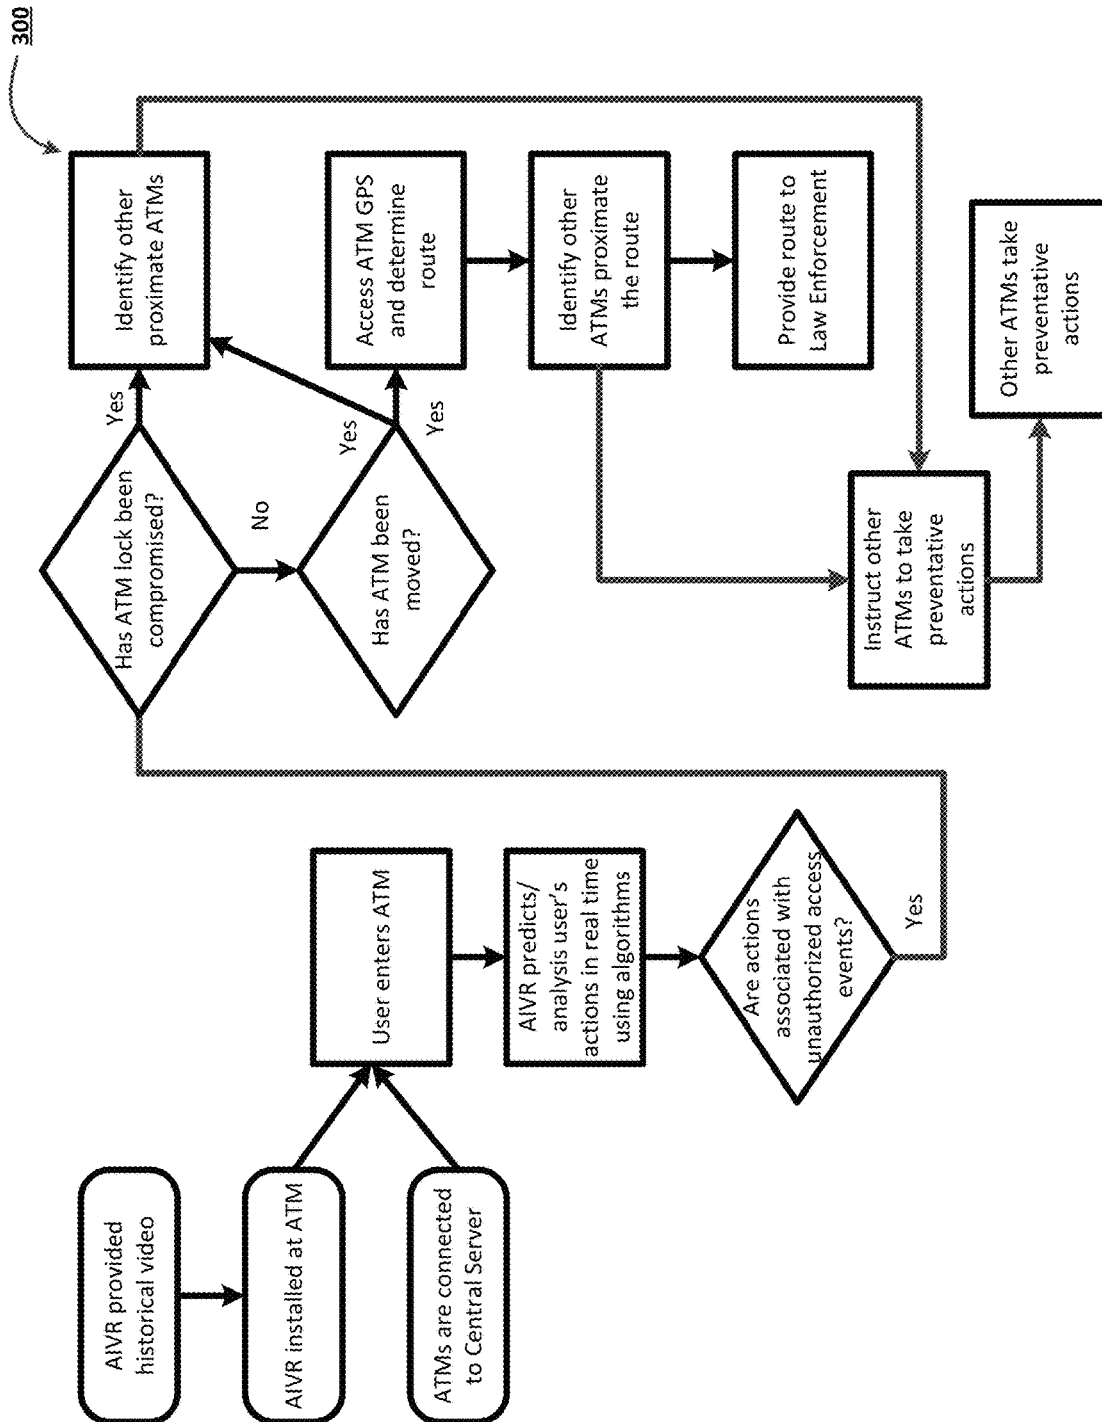 300
AIVR provided
historical video
AIVR installed at ATM
ATMs are connected
to Central Server
User enters ATM
AIVR predicts/
analysis user's
actions in real time
using algorithms
Are actions
associated with
unauthorized access
events?
Yes
Has ATM lock been
compromised?
Yes
No
Has ATM been
moved?
Yes
Yes
Identify other
proximate ATMs
Access ATM GPS
and determine
route
Identify other
ATMs proximate
the route
Provide route to
Law Enforcement
Instruct other
ATMs to take
preventative
actions
Other ATMs take
preventative
actions